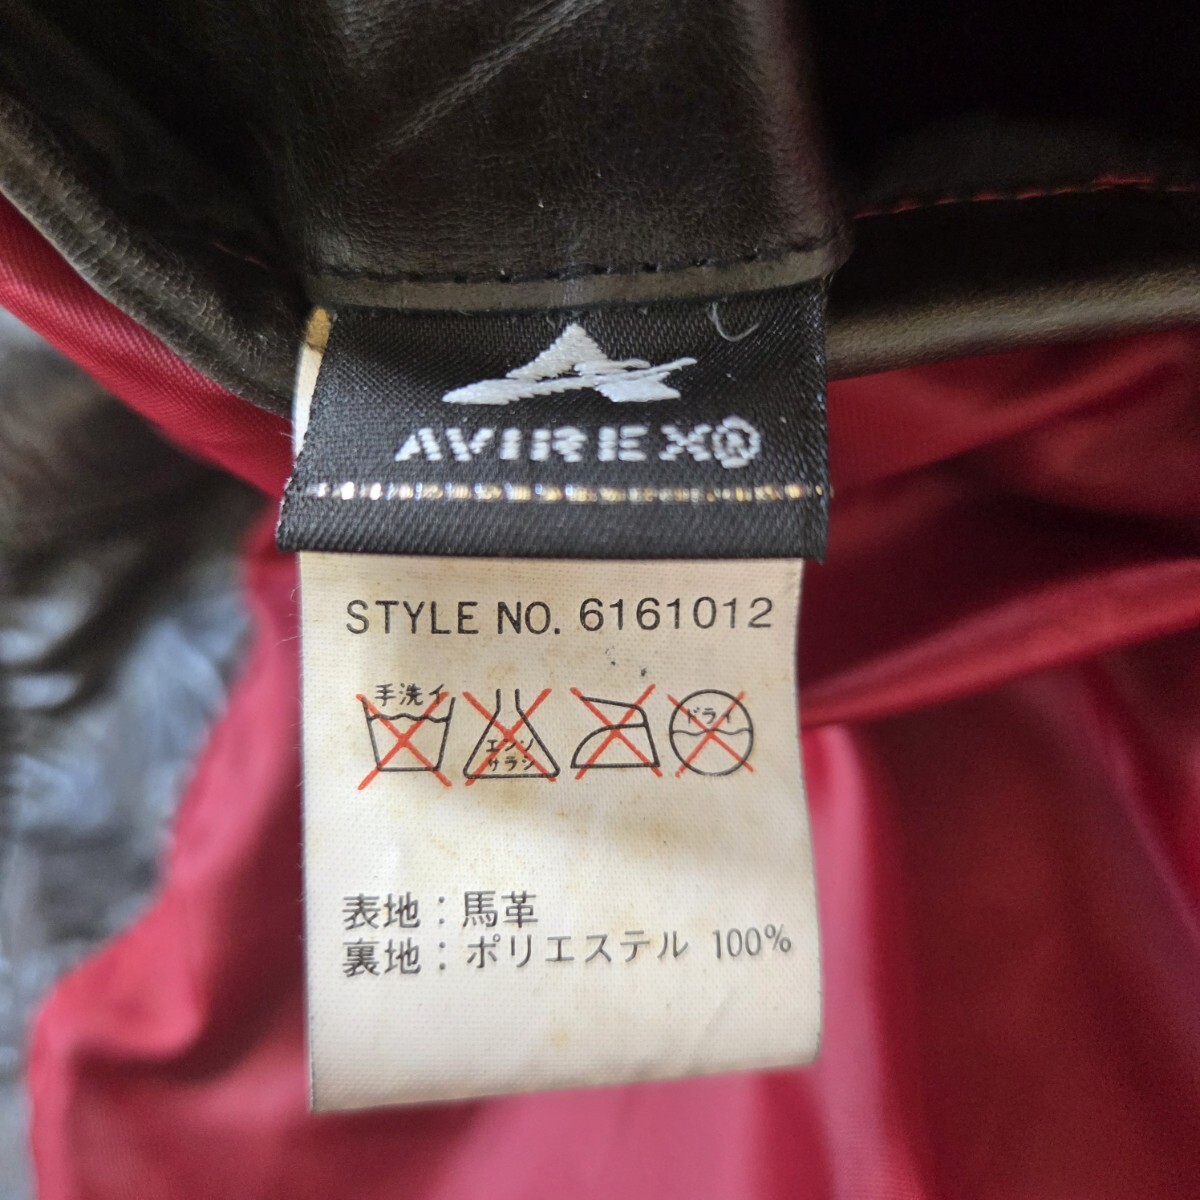 AVIREX®
STYLE NO. 6161012
手洗イ
エンソ
サラシ
ドライ
表地：馬革
裏地：ポリエステル 100%